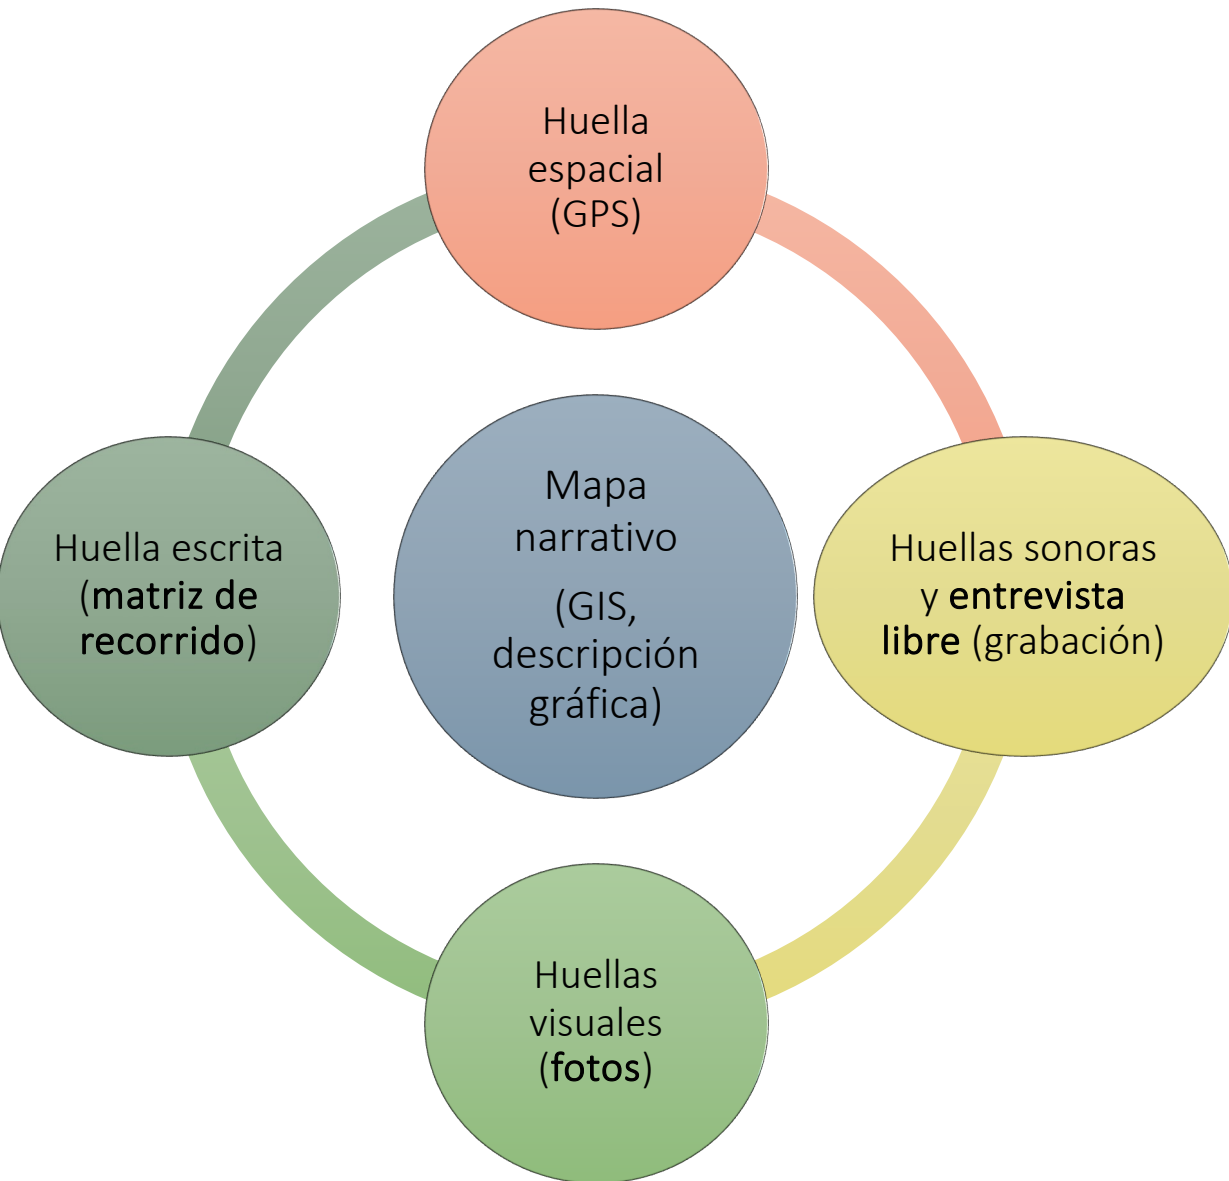 Huella
espacial
(GPS)
Huella escrita
(matriz de
recorrido)
Mapa
narrativo
(GIS,
descripción
gráfica)
Huellas sonoras
y entrevista
libre (grabación)
Huellas
visuales
(fotos)